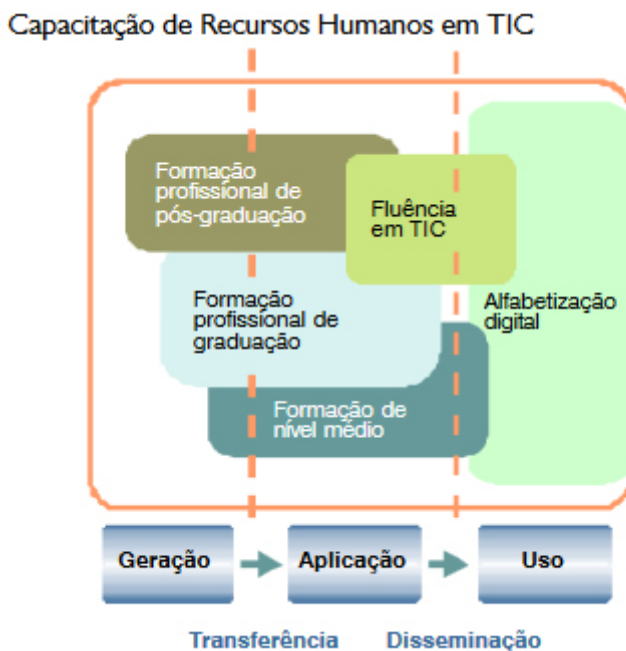 Capacitação de Recursos Humanos em TIC
Formação
profissional de
pós-graduação
Fluência
em TIC
Formação
profissional de
graduação
Alfabetização
digital
Formação de
nível médio
Geração
Aplicação
Uso
Transferência
Disseminação